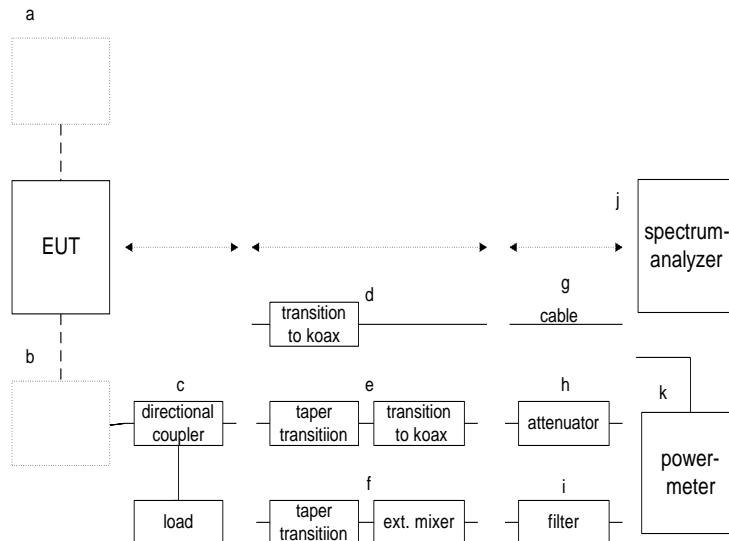 a
j
EUT
spectrum-
analyzer
d
g
transition
to koax
cable
b
c
e
h
k
directional
coupler
taper
transitiion
transition
to koax
attenuator
power-
meter
f
i
load
taper
transitiion
ext. mixer
filter